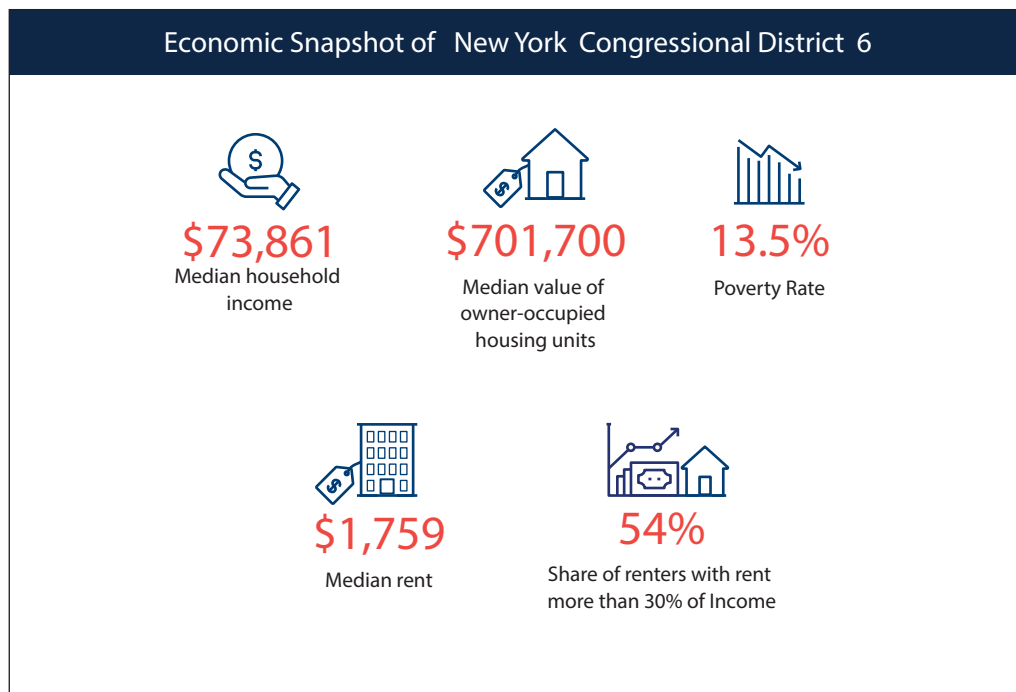 Economic Snapshot of New York Congressional District 6
$
$73,861
Median household
income
$
$701,700
Median value of
owner-occupied
housing units
13.5%
Poverty Rate
$
$1,759
Median rent
54%
Share of renters with rent
more than 30% of Income